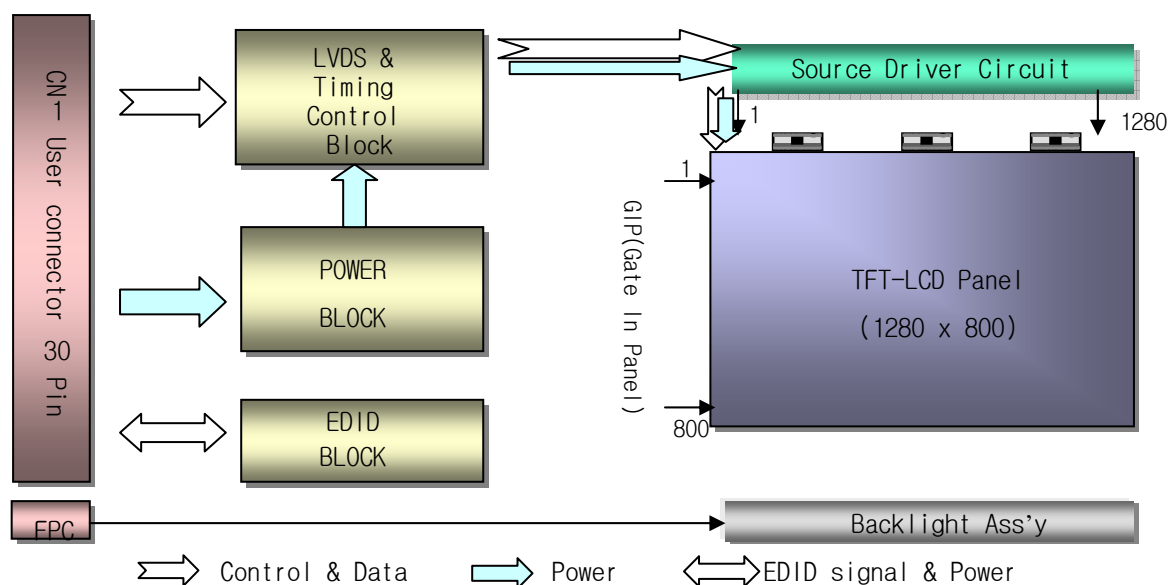 CN-1 User connector 30 Pin
LVDS &
Timing
Control
Block
Source Driver Circuit
1
1280
1
GIP(Gate In Panel)
800
TFT-LCD Panel
(1280 x 800)
POWER
BLOCK
EDID
BLOCK
FPC
Backlight Ass’y
Control & Data
Power
EDID signal & Power